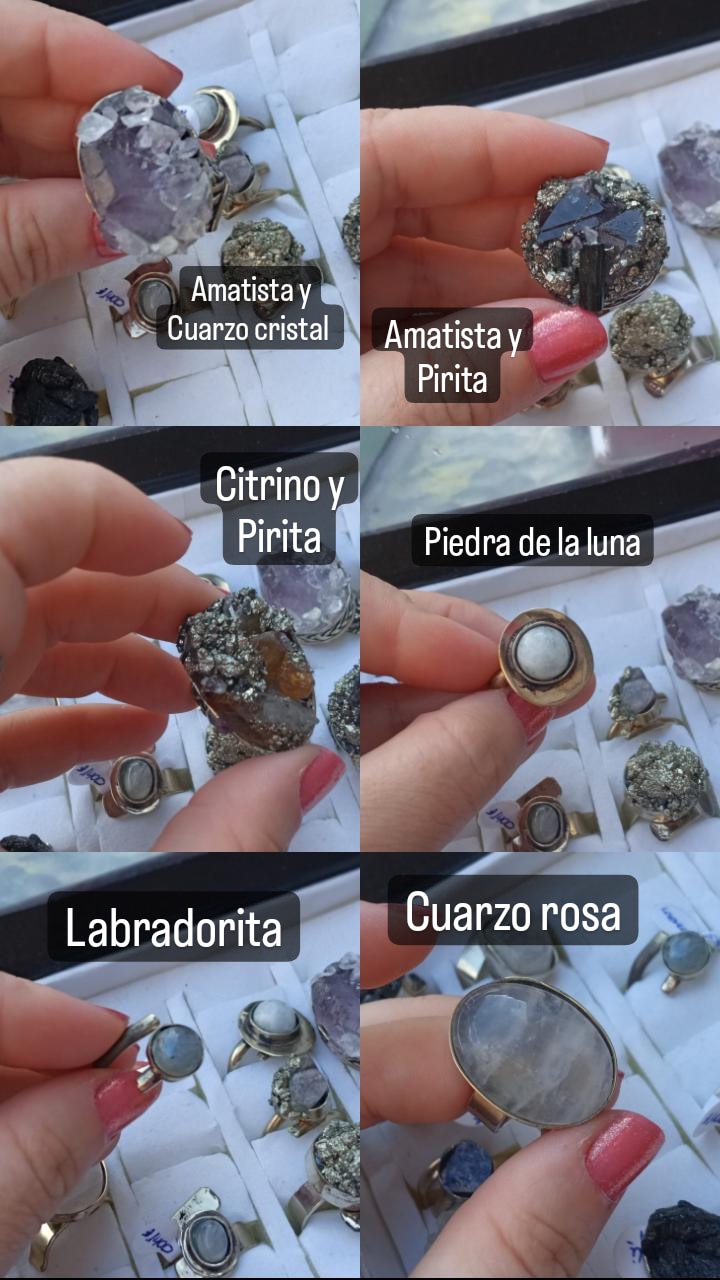 Amatista y
Cuarzo cristal
Amatista y
Pirita
Citrino y
Pirita
Piedra de la luna
Labradorita
Cuarzo rosa